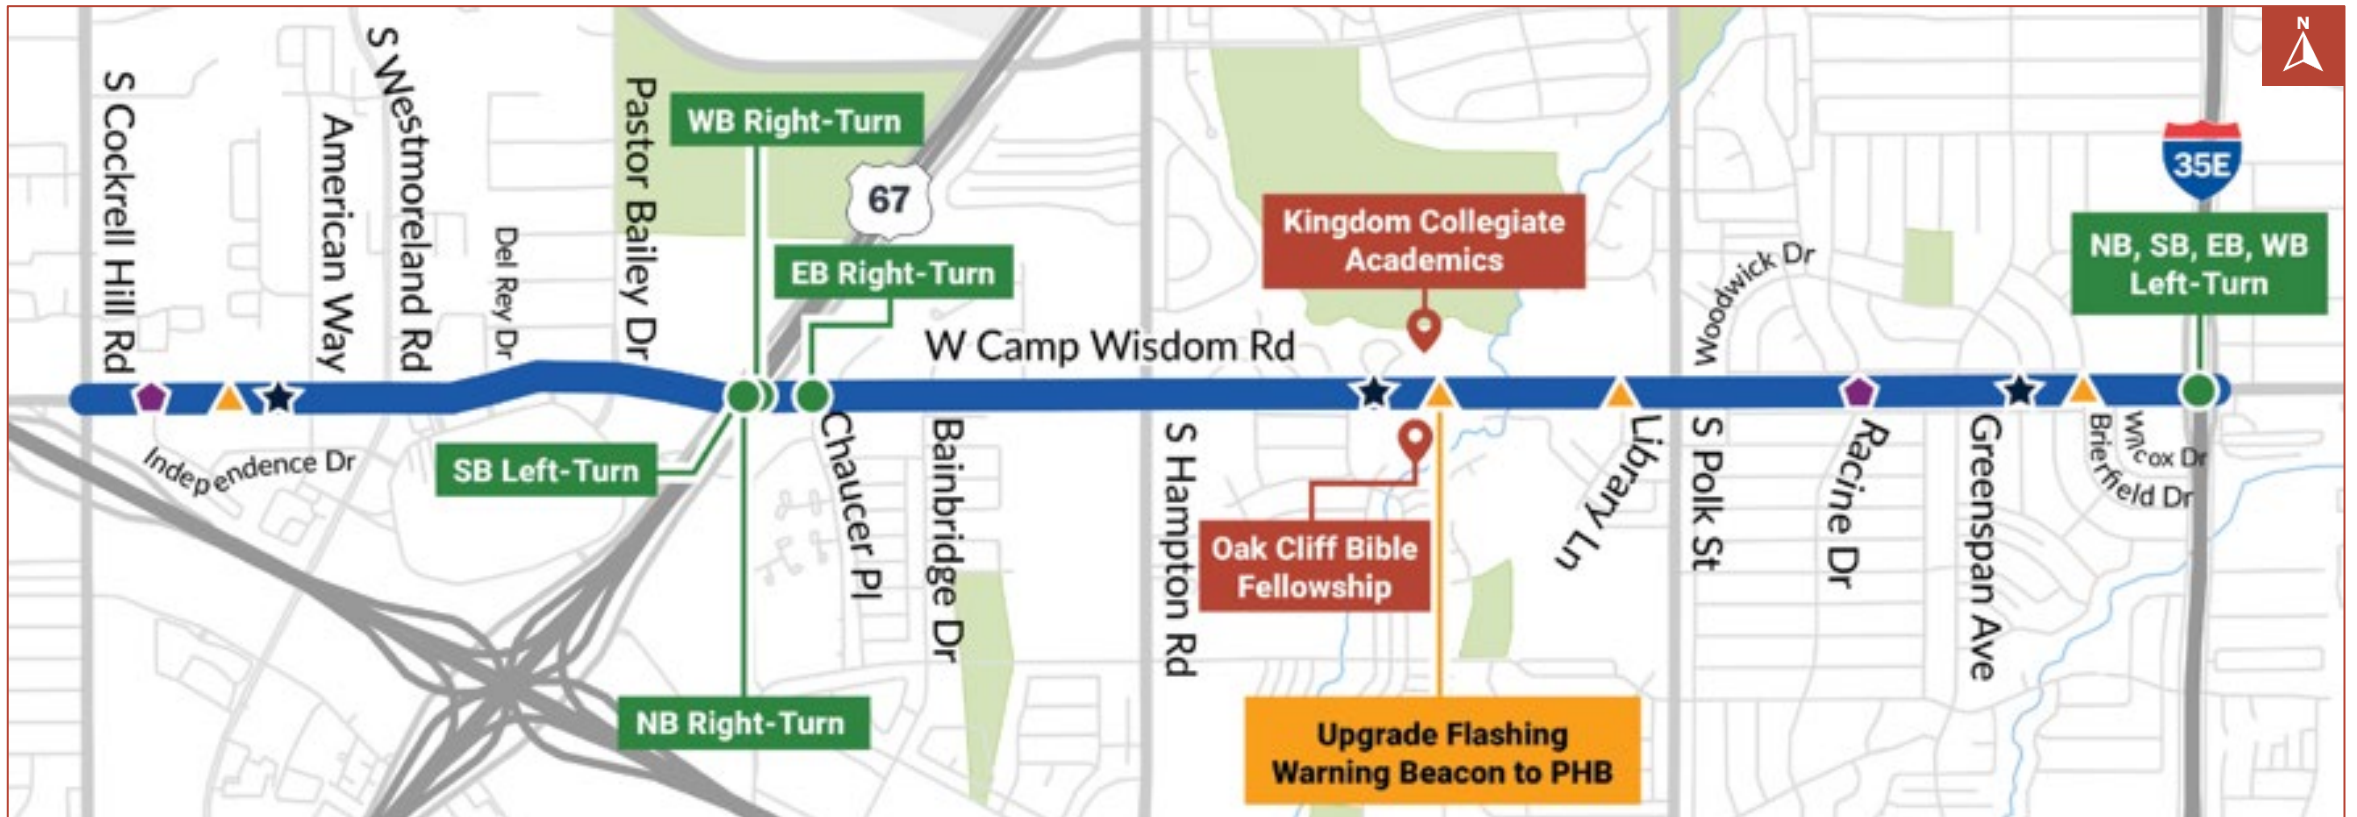 N
S Cockrell Hill Rd
American Way
S Westmoreland Rd
Del Rey Dr
Pastor Bailey Dr
WB Right-Turn
67
EB Right-Turn
W Camp Wisdom Rd
Kingdom Collegiate
Academics
Woodwick Dr
35E
NB, SB, EB, WB
Left-Turn
Independence Dr
SB Left-Turn
NB Right-Turn
Chaucer Pl
Bainbridge Dr
S Hampton Rd
Oak Cliff Bible
Fellowship
Upgrade Flashing
Warning Beacon to PHB
Library Ln
S Polk St
Racine Dr
Greenspan Ave
Brierfield Dr
Wilcox Dr